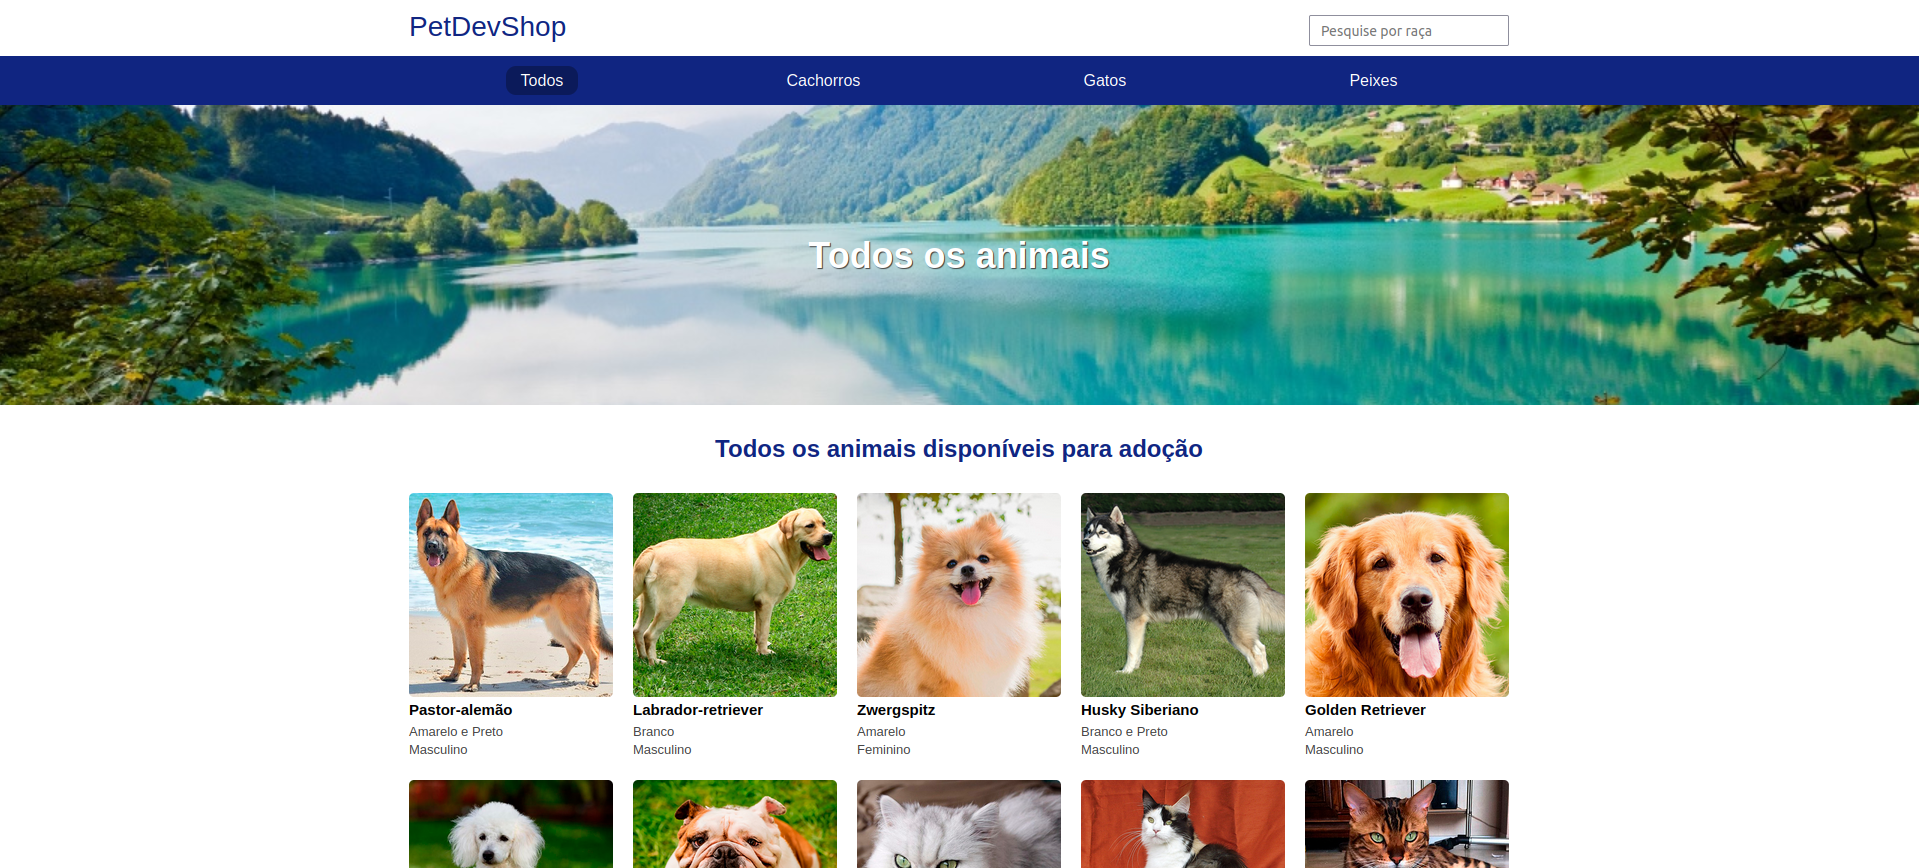 PetDevShop
Pesquise por raça
Todos
Cachorros
Gatos
Peixes
Todos os animais
Todos os animais disponíveis para adoção
Pastor-alemão
Amarelo e Preto
Masculino
Labrador-retriever
Branco
Masculino
Zwergspitz
Amarelo
Feminino
Husky Siberiano
Branco e Preto
Masculino
Golden Retriever
Amarelo
Masculino